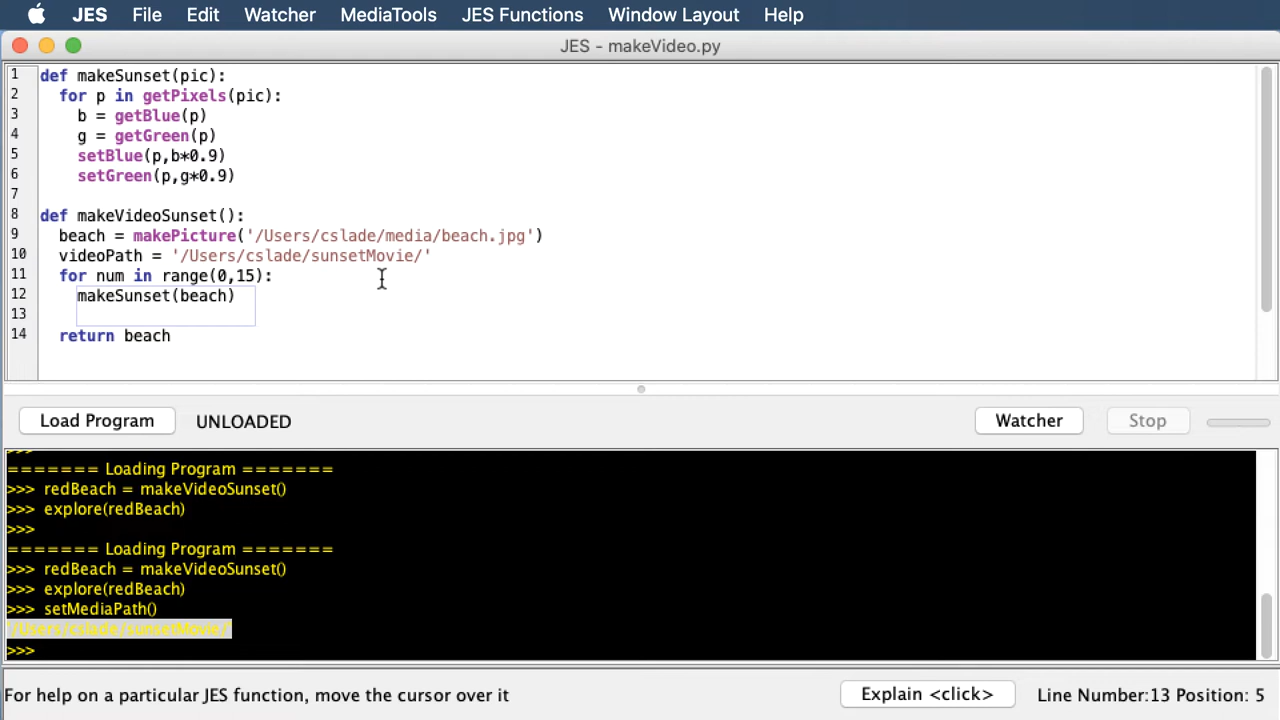 JES File Edit Watcher MediaTools JES Functions Window Layout Help
JES - makeVideo.py
1 def makeSunset(pic):
2 for p in getPixels(pic):
3 b = getBlue(p)
4 g = getGreen(p)
5 setBlue(p,b*0.9)
6 setGreen(p,g*0.9)
7
8 def makeVideoSunset():
9 beach = makePicture('/Users/cslade/media/beach.jpg')
10 videoPath = '/Users/cslade/sunsetMovie/'
11 for num in range(0,15):
12 makeSunset(beach)
13
14 return beach
Load Program UNLOADED Watcher Stop
>>>
======= Loading Program =======
>>> redBeach = makeVideoSunset()
>>> explore(redBeach)
>>>
======= Loading Program =======
>>> redBeach = makeVideoSunset()
>>> explore(redBeach)
>>> setMediaPath()
'/Users/cslade/sunsetMovie/'
>>>
For help on a particular JES function, move the cursor over it Explain <click> Line Number:13 Position: 5